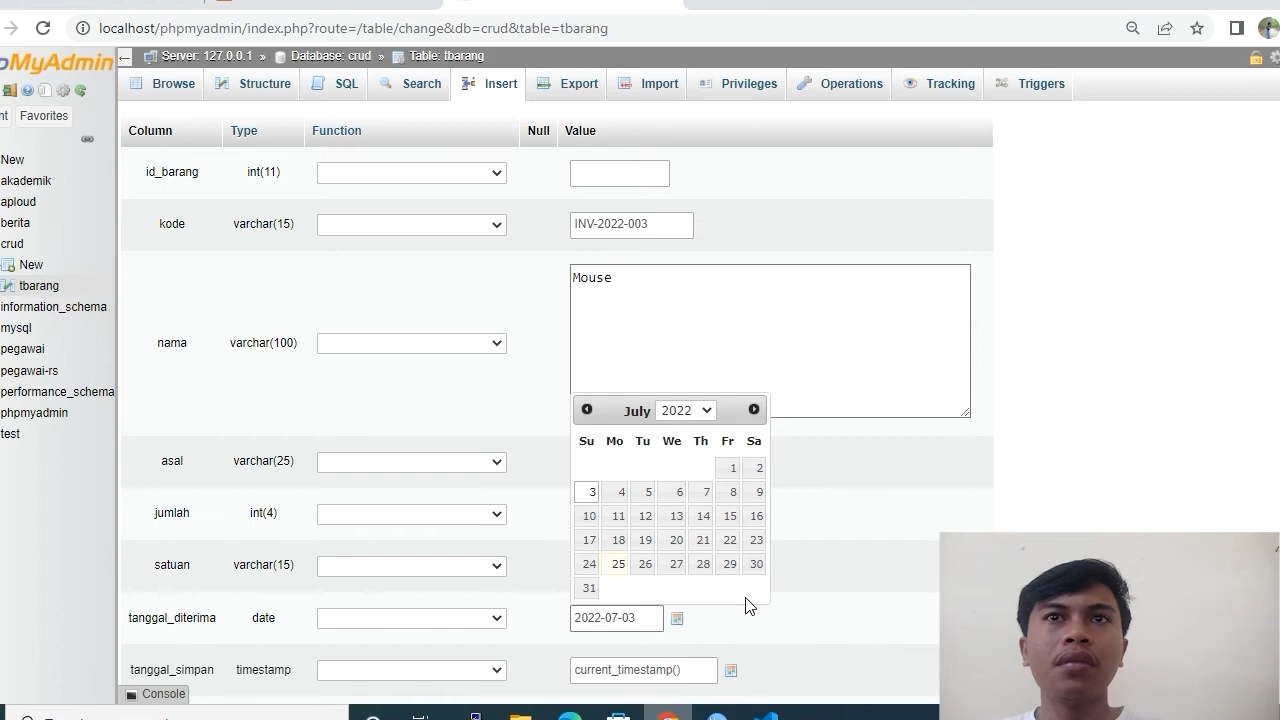 localhost/phpmyadmin/index.php?route=/table/change&db=crud&table=tbarang
MyAdmin
Server: 127.0.0.1 » Database: crud » Table: tbarang
Browse Structure SQL Search Insert Export Import Privileges Operations Tracking Triggers
nt Favorites
New
akademik
aploud
berita
crud
New
tbarang
information_schema
mysql
pegawai
pegawai-rs
performance_schema
phpmyadmin
test
Column Type Function Null Value
id_barang int(11)
kode varchar(15) INV-2022-003
nama varchar(100) Mouse
asal varchar(25)
jumlah int(4)
satuan varchar(15)
July 2022
Su Mo Tu We Th Fr Sa
1 2
3 4 5 6 7 8 9
10 11 12 13 14 15 16
17 18 19 20 21 22 23
24 25 26 27 28 29 30
31
tanggal_diterima date 2022-07-03
tanggal_simpan timestamp current_timestamp()
Console